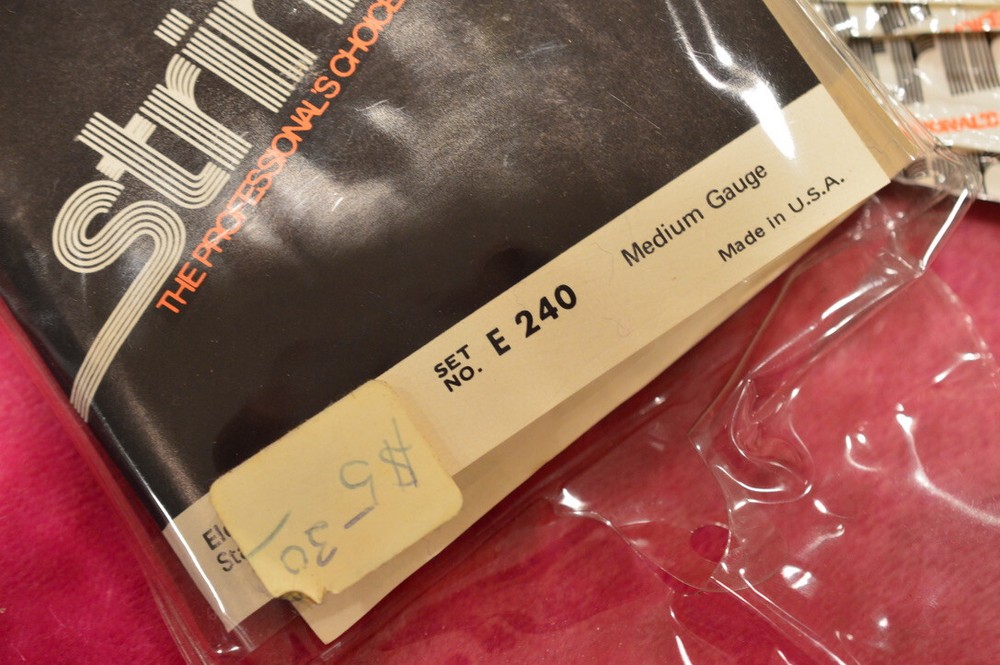 Strin
THE PROFESSIONAL'S CHOICE
SET NO. E 240
Medium Gauge
Made in U.S.A.
$5
30